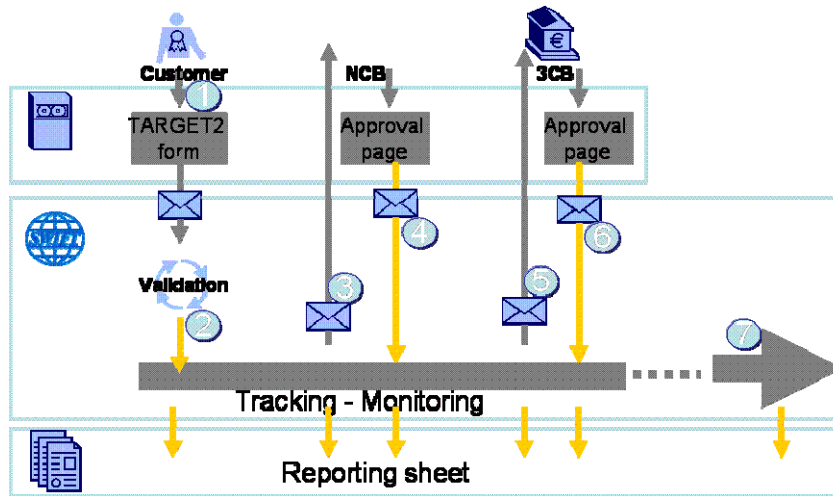 Customer
NCB
3CB
1
TARGET2
form
Approval
page
Approval
page
4
6
SWIFT
Validation
3
5
2
7
Tracking - Monitoring
Reporting sheet
€